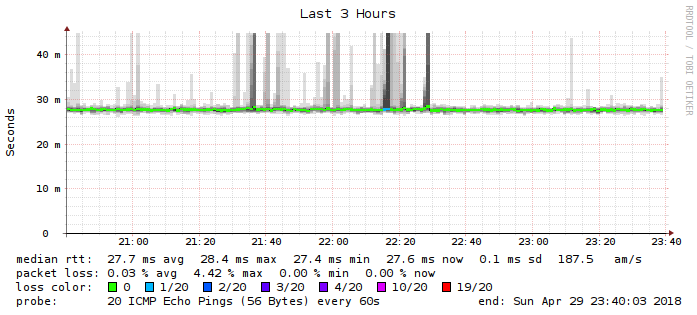 Last 3 Hours
RRDTOOL / TOBI OETIKER
Seconds
40 m
30 m
20 m
10 m
0
21:00 21:20 21:40 22:00 22:20 22:40 23:00 23:20 23:40
median rtt: 27.7 ms avg 28.4 ms max 27.4 ms min 27.6 ms now 0.1 ms sd 187.5 am/s
packet loss: 0.03 % avg 4.42 % max 0.00 % min 0.00 % now
loss color: 0 1/20 2/20 3/20 4/20 10/20 19/20
probe: 20 ICMP Echo Pings (56 Bytes) every 60s end: Sun Apr 29 23:40:03 2018